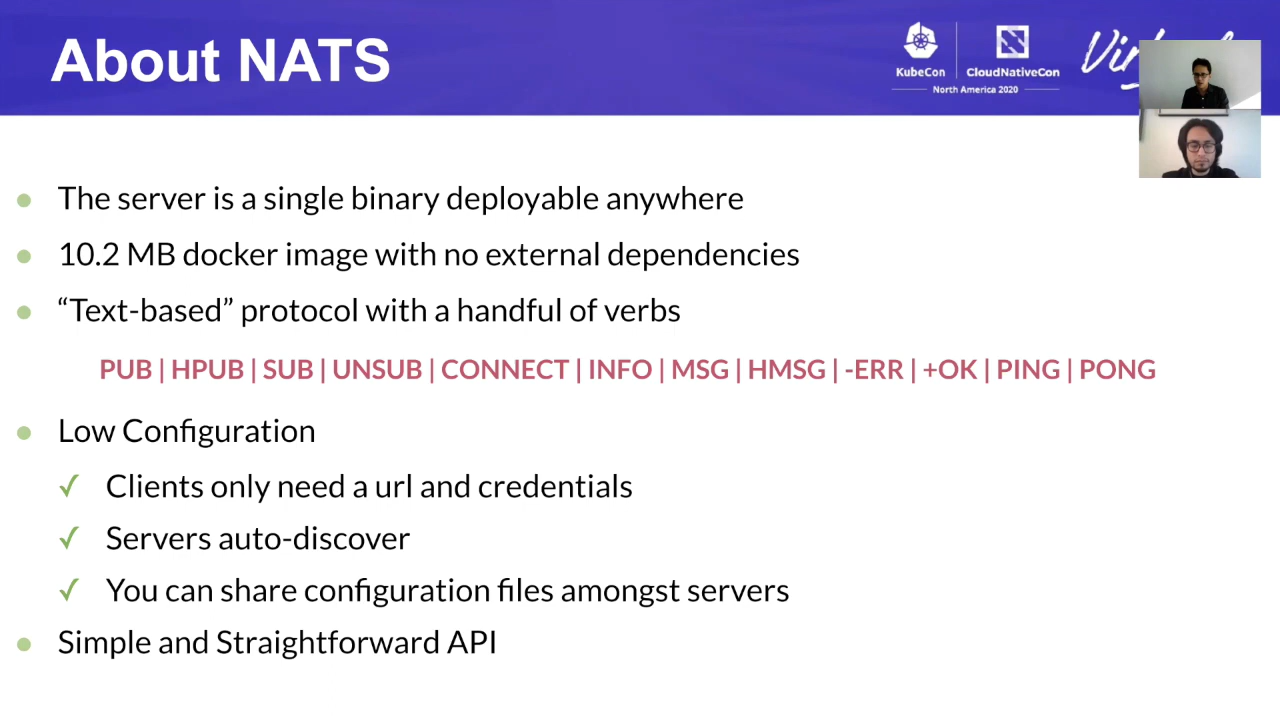 About NATS
KubeCon
CloudNativeCon
North America 2020
● The server is a single binary deployable anywhere
● 10.2 MB docker image with no external dependencies
● “Text-based” protocol with a handful of verbs
PUB | HPUB | SUB | UNSUB | CONNECT | INFO | MSG | HMSG | -ERR | +OK | PING | PONG
● Low Configuration
✓ Clients only need a url and credentials
✓ Servers auto-discover
✓ You can share configuration files amongst servers
● Simple and Straightforward API